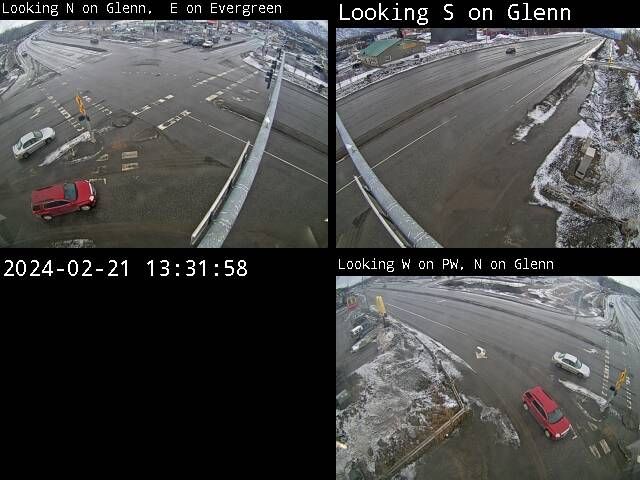 Looking N on Glenn,  E on Evergreen
Looking S on Glenn
2024-02-21 13:31:58
Looking W on PW, N on Glenn